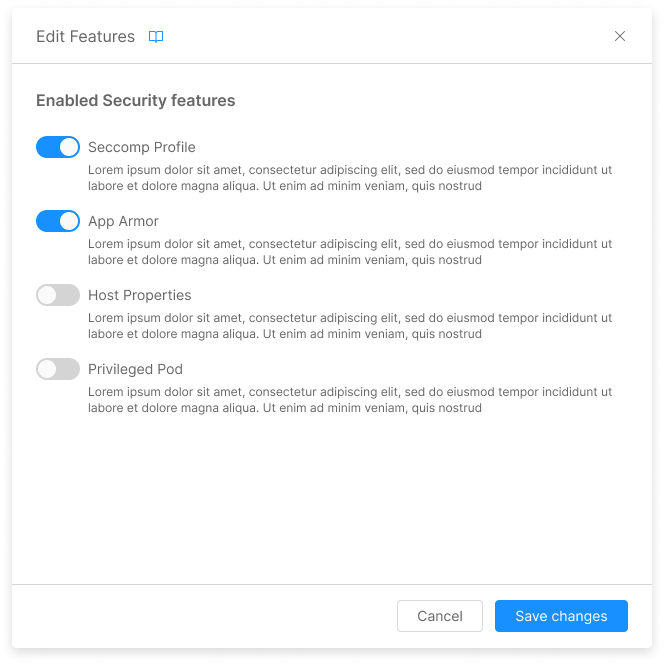 Edit Features
Enabled Security features
Seccomp Profile
Lorem ipsum dolor sit amet, consectetur adipiscing elit, sed do eiusmod tempor incididunt ut
labore et dolore magna aliqua. Ut enim ad minim veniam, quis nostrud
App Armor
Lorem ipsum dolor sit amet, consectetur adipiscing elit, sed do eiusmod tempor incididunt ut
labore et dolore magna aliqua. Ut enim ad minim veniam, quis nostrud
Host Properties
Lorem ipsum dolor sit amet, consectetur adipiscing elit, sed do eiusmod tempor incididunt ut
labore et dolore magna aliqua. Ut enim ad minim veniam, quis nostrud
Privileged Pod
Lorem ipsum dolor sit amet, consectetur adipiscing elit, sed do eiusmod tempor incididunt ut
labore et dolore magna aliqua. Ut enim ad minim veniam, quis nostrud
Cancel
Save changes